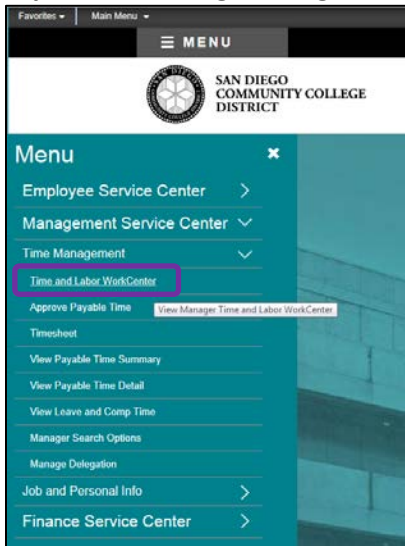 Favorites Main Menu
MENU
SAN DIEGO
COMMUNITY COLLEGE
DISTRICT
Menu
Employee Service Center
Management Service Center
Time Management
Time and Labor WorkCenter
Approve Payable Time
View Manager Time and Labor WorkCenter
Timesheet
View Payable Time Summary
View Payable Time Detail
View Leave and Comp Time
Manager Search Options
Manage Delegation
Job and Personal Info
Finance Service Center